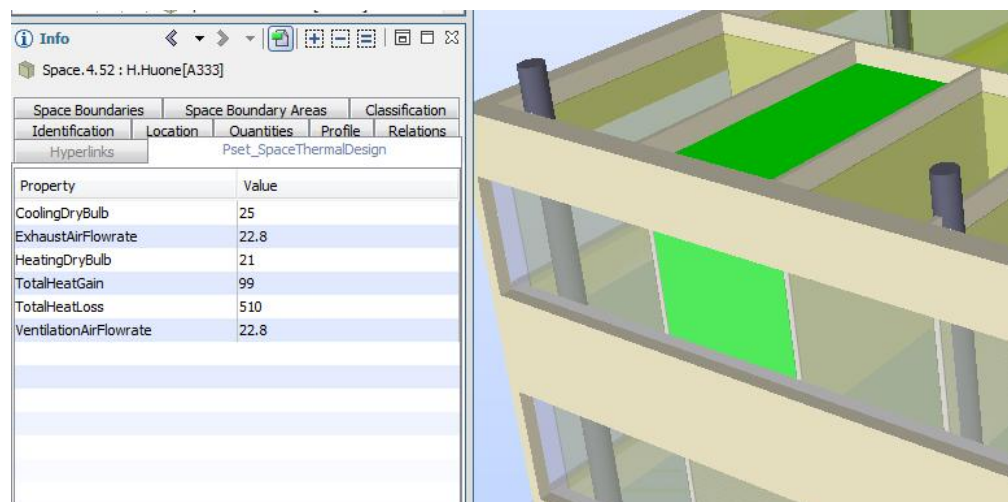 Info
Space.4.52 : H.Huone[A333]
Space Boundaries Space Boundary Areas Classification
Identification Location Quantities Profile Relations
Hyperlinks Pset_SpaceThermalDesign
Property Value
CoolingDryBulb 25
ExhaustAirFlowrate 22.8
HeatingDryBulb 21
TotalHeatGain 99
TotalHeatLoss 510
VentilationAirFlowrate 22.8